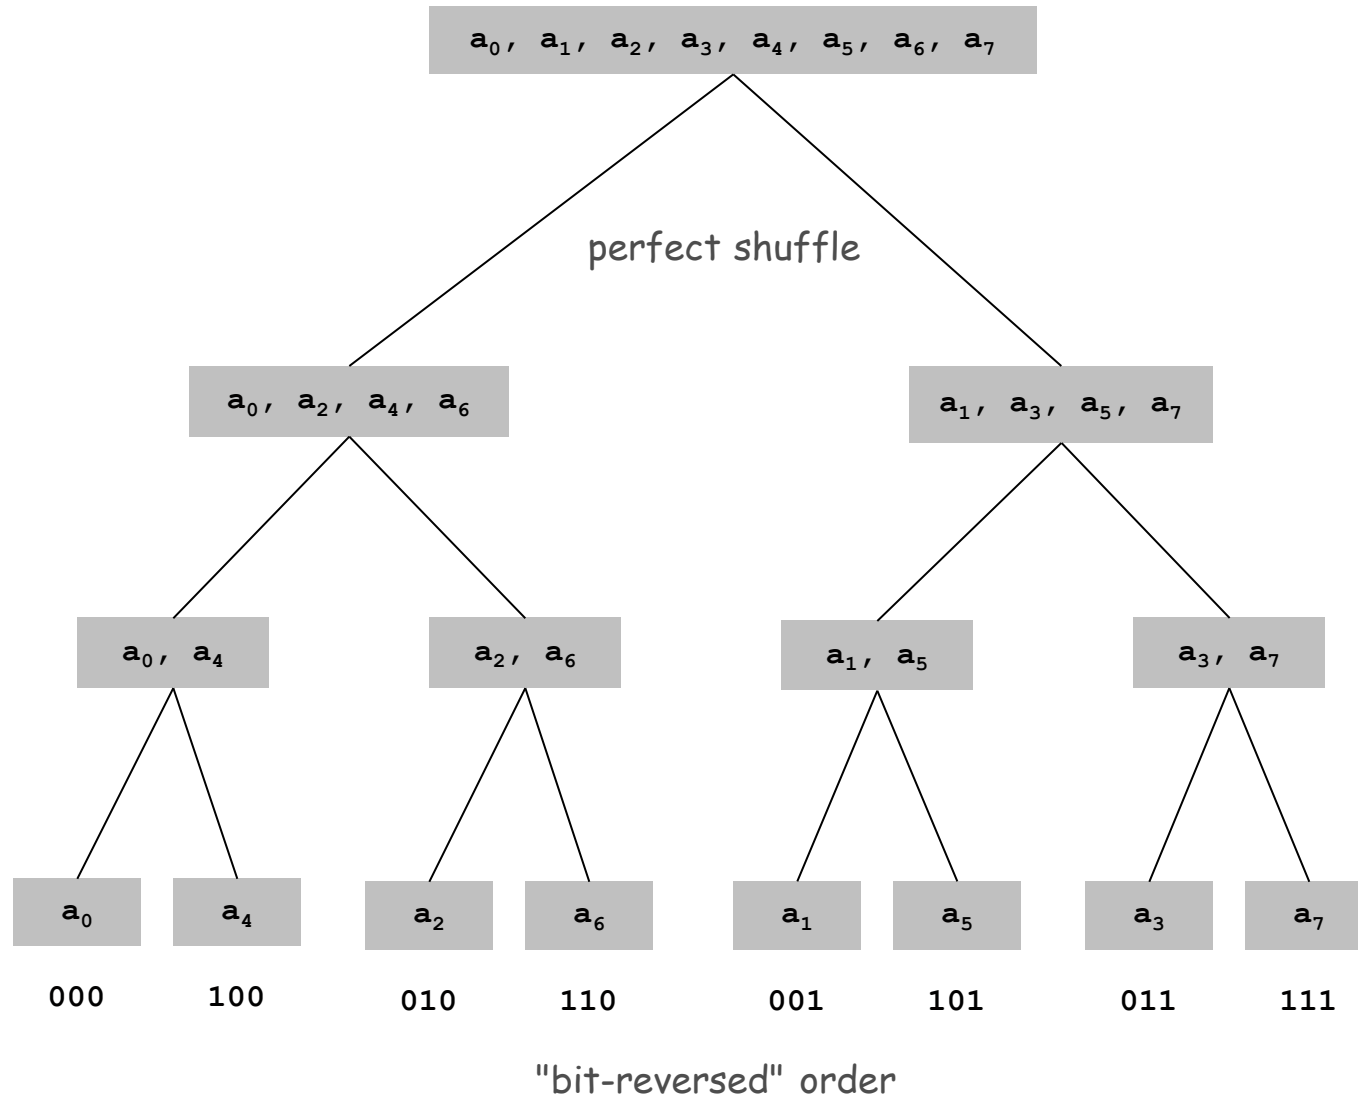 a₀, a₁, a₂, a₃, a₄, a₅, a₆, a₇
perfect shuffle
a₀, a₂, a₄, a₆
a₁, a₃, a₅, a₇
a₀, a₄
a₂, a₆
a₁, a₅
a₃, a₇
a₀
a₄
a₂
a₆
a₁
a₅
a₃
a₇
000
100
010
110
001
101
011
111
"bit-reversed" order